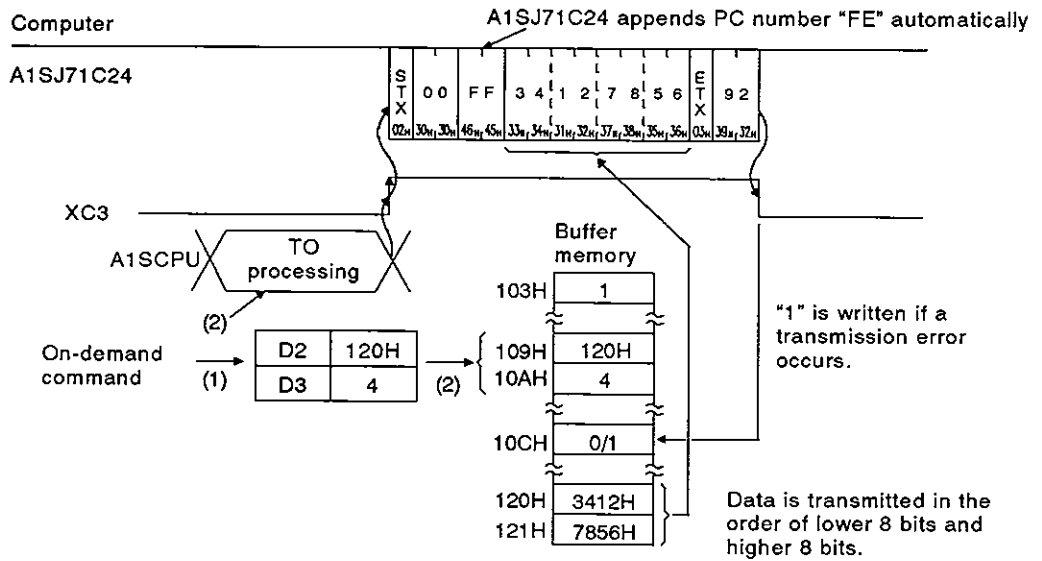 Computer
A1SJ71C24 appends PC number "FE" automatically
A1SJ71C24
STX 0 0 F F 3 4 1 2 7 8 5 6 ETX 9 2
02H 30H 30H 46H 45H 33H 34H 31H 32H 37H 38H 35H 36H 03H 39H 32H
XC3
A1SCPU
TO
processing
(2)
Buffer
memory
103H 1
"1" is written if a
transmission error
occurs.
On-demand
command
(1)
D2 120H
D3 4
(2)
109H 120H
10AH 4
10CH 0/1
120H 3412H
121H 7856H
Data is transmitted in the
order of lower 8 bits and
higher 8 bits.